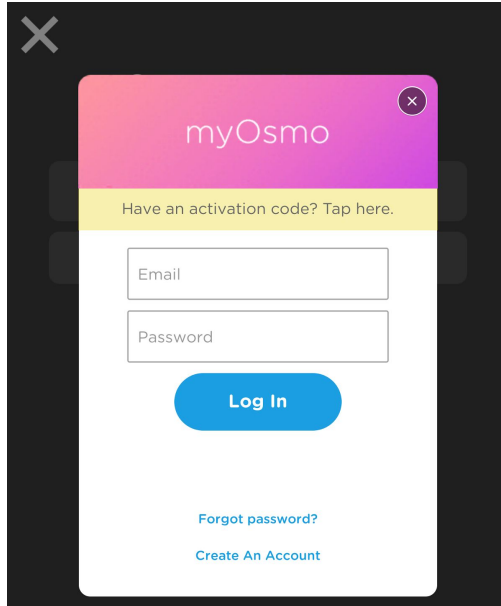 myOsmo
Have an activation code? Tap here.
Email
Password
Log In
Forgot password?
Create An Account